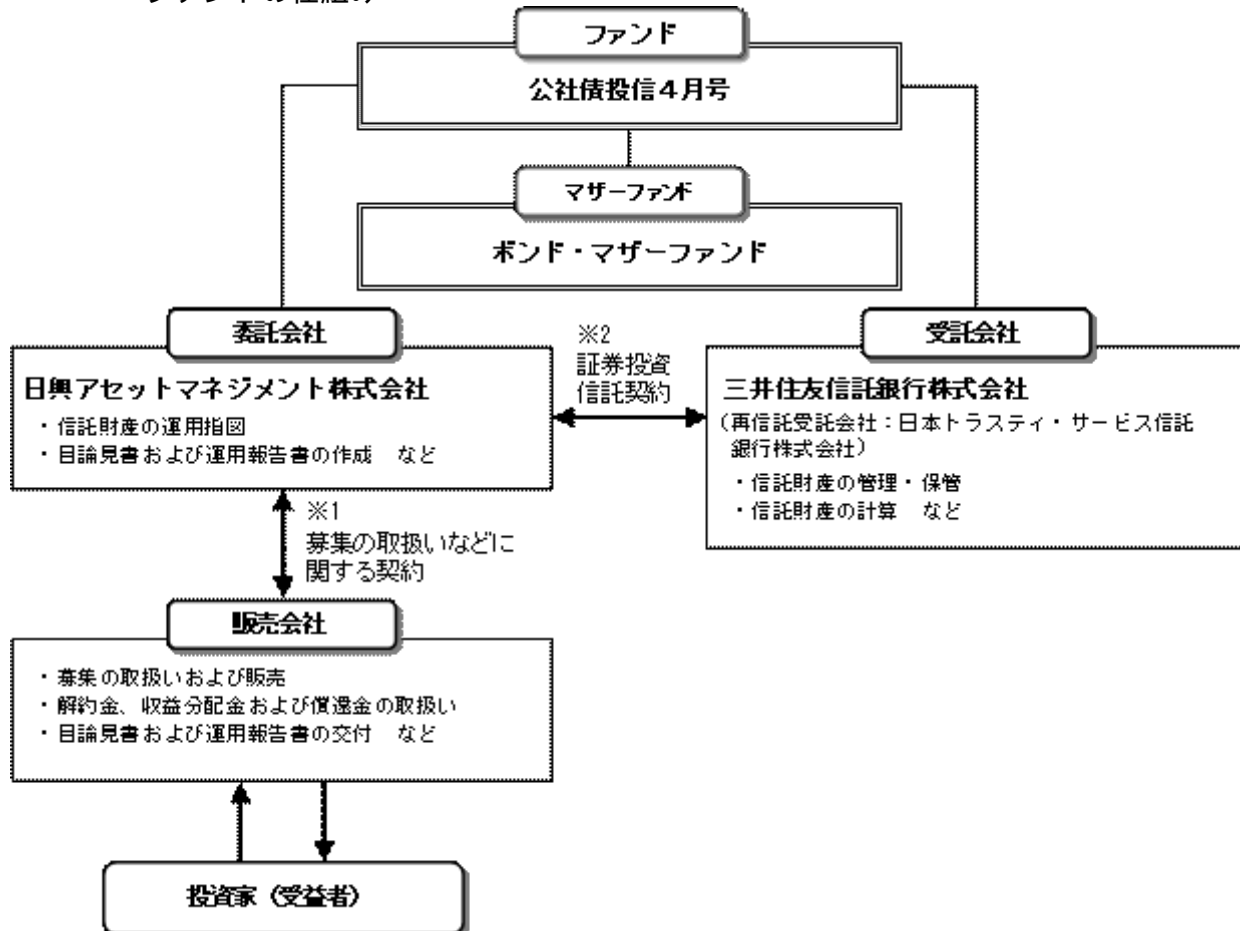 ファンドの仕組み
ファンド
公社債投信4月号
マザーファンド
ボンド・マザーファンド
委託会社
日興アセットマネジメント株式会社
・信託財産の運用指図
・目論見書および運用報告書の作成 など
※2
証券投資
信託契約
受託会社
三井住友信託銀行株式会社
(再信託受託会社:日本トラスティ・サービス信託
銀行株式会社)
・信託財産の管理・保管
・信託財産の計算 など
※1
募集の取扱いなどに
関する契約
販売会社
・募集の取扱いおよび販売
・解約金、収益分配金および償還金の取扱い
・目論見書および運用報告書の交付 など
投資家(受益者)